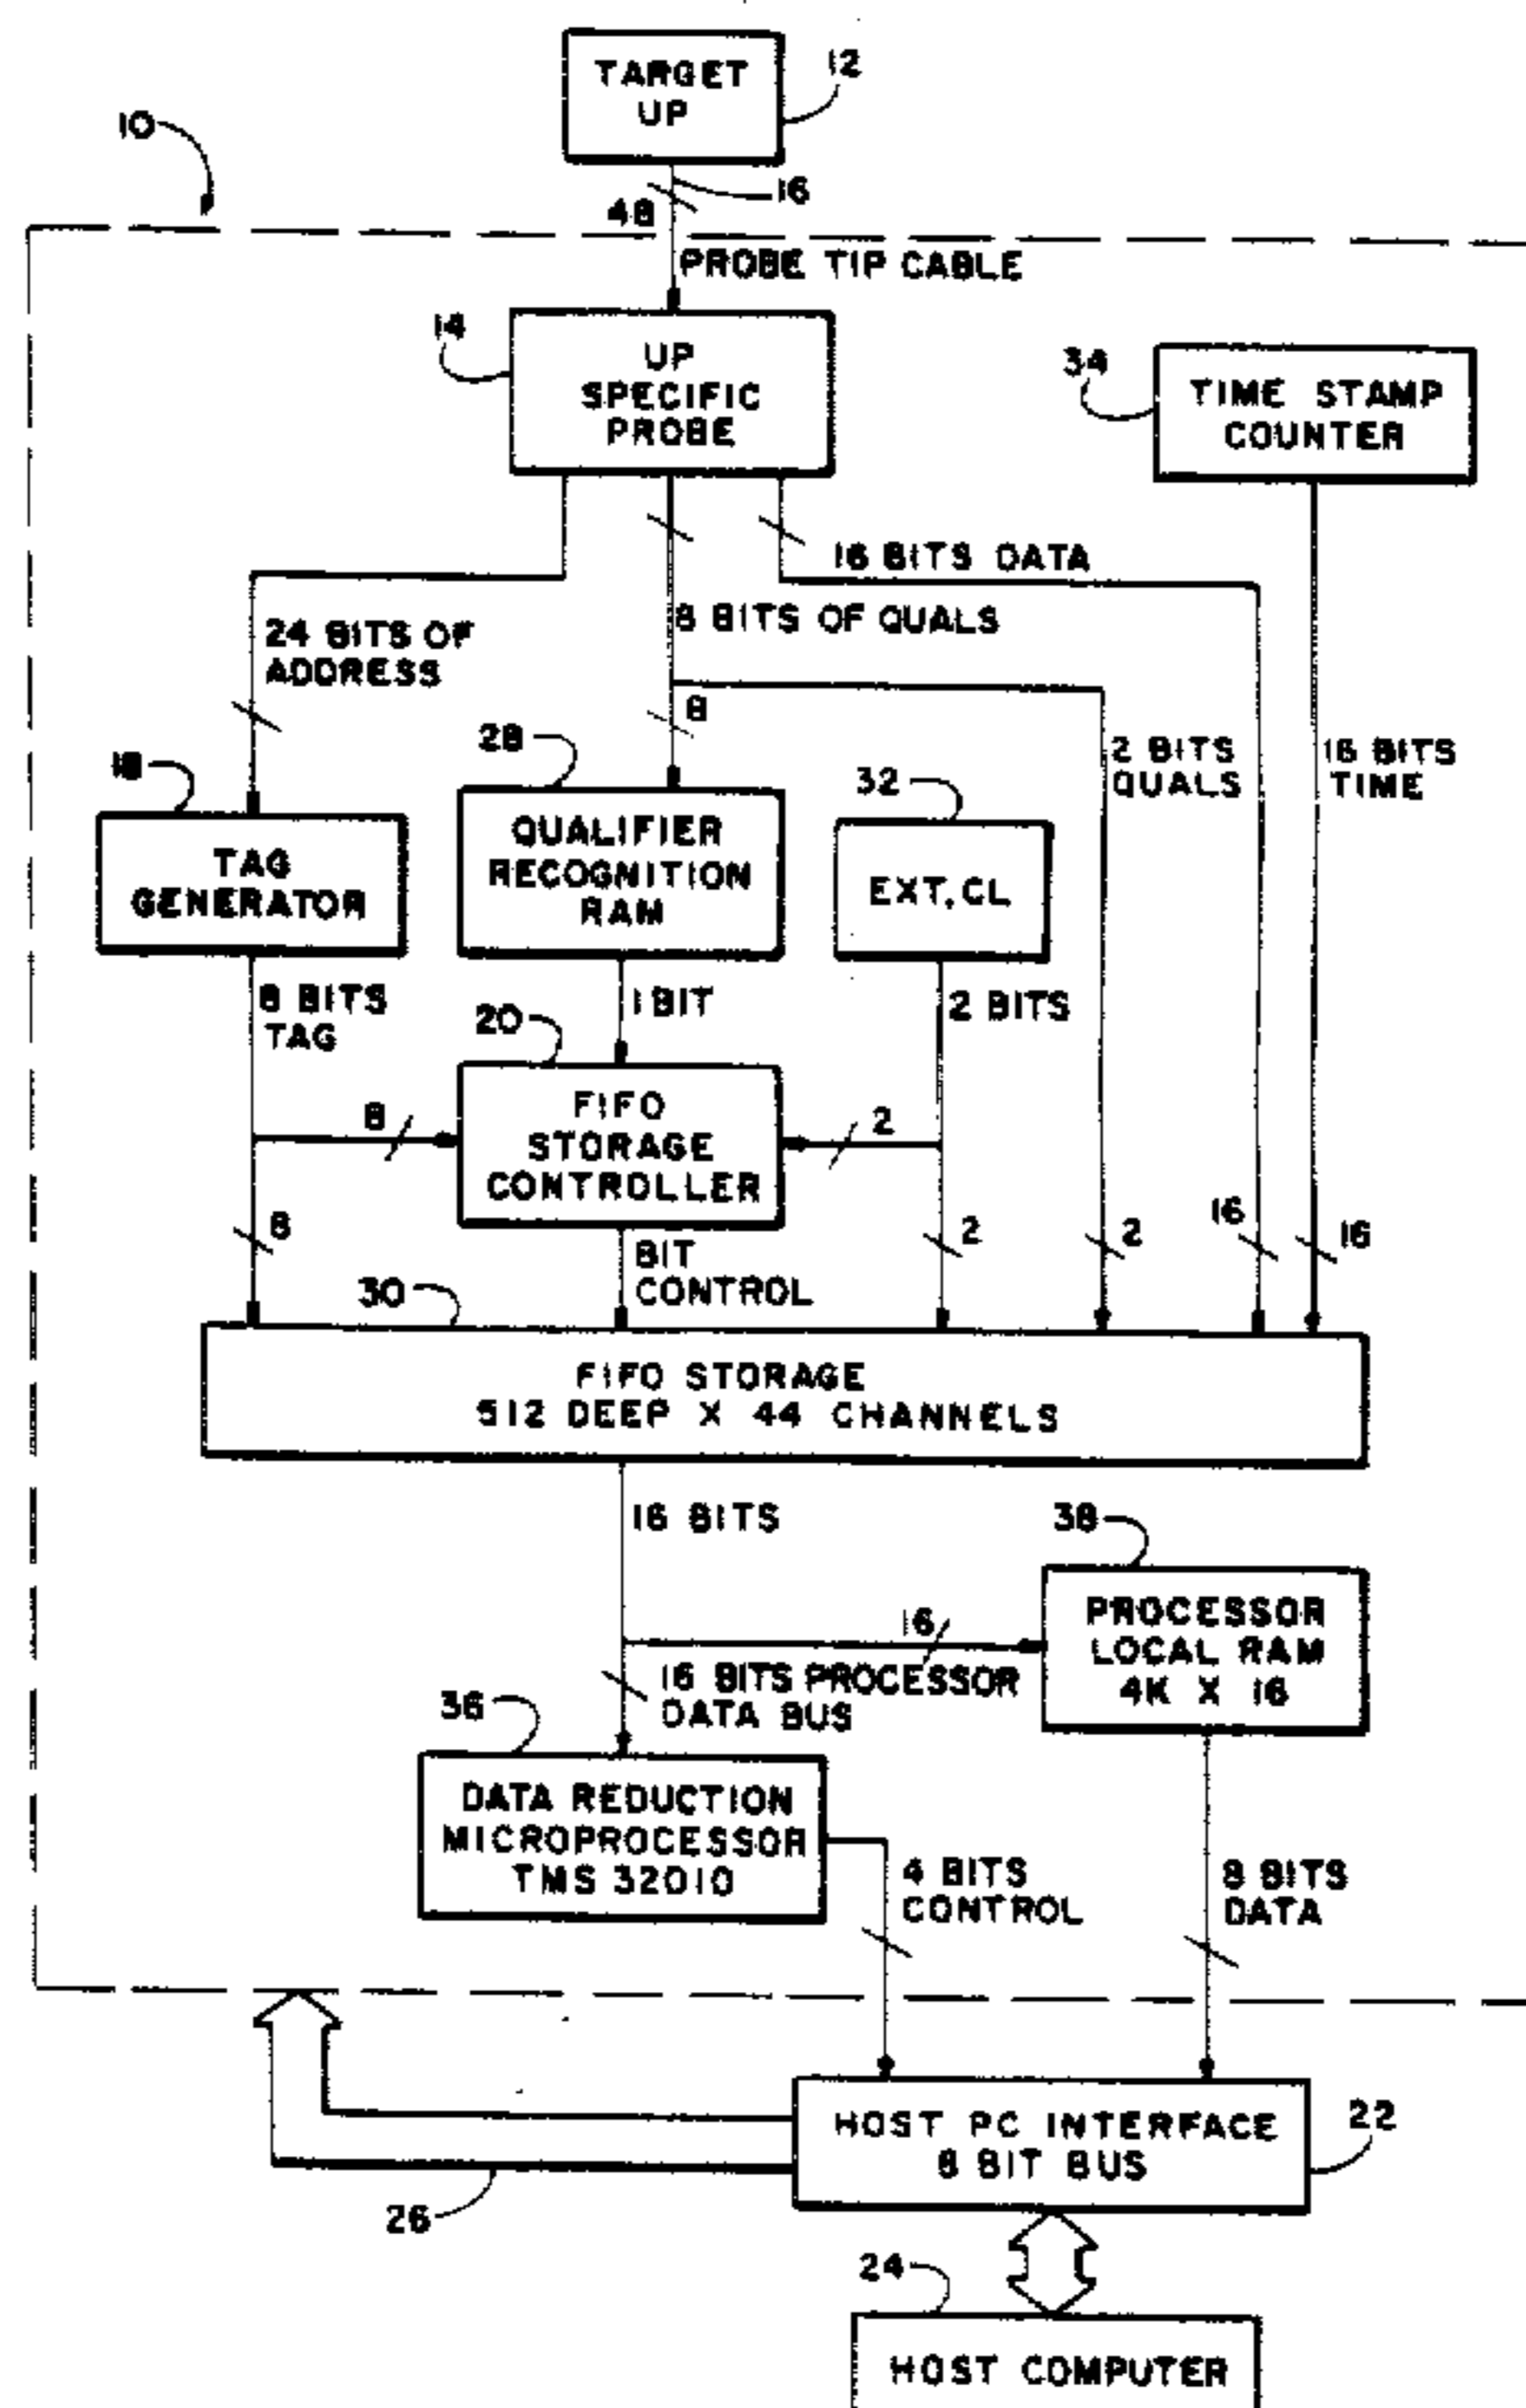 TARGET
UP
12
10
16
48
PROBE TIP CABLE
14
UP
SPECIFIC
PROBE
34
TIME STAMP
COUNTER
16 BITS DATA
8 BITS OF QUALS
24 BITS OF
ADDRESS
8
2 BITS
QUALS
16 BITS
TIME
18
28
32
TAG
GENERATOR
QUALIFIER
RECOGNITION
RAM
EXT. CL
8 BITS
TAG
1 BIT
2 BITS
20
8
FIFO
STORAGE
CONTROLLER
2
8
BIT
CONTROL
2
2
16
16
30
FIFO STORAGE
512 DEEP X 44 CHANNELS
16 BITS
38
16
PROCESSOR
LOCAL RAM
4K X 16
16 BITS PROCESSOR
DATA BUS
36
DATA REDUCTION
MICROPROCESSOR
TMS 32010
4 BITS
CONTROL
8 BITS
DATA
HOST PC INTERFACE
8 BIT BUS
22
26
24
HOST COMPUTER